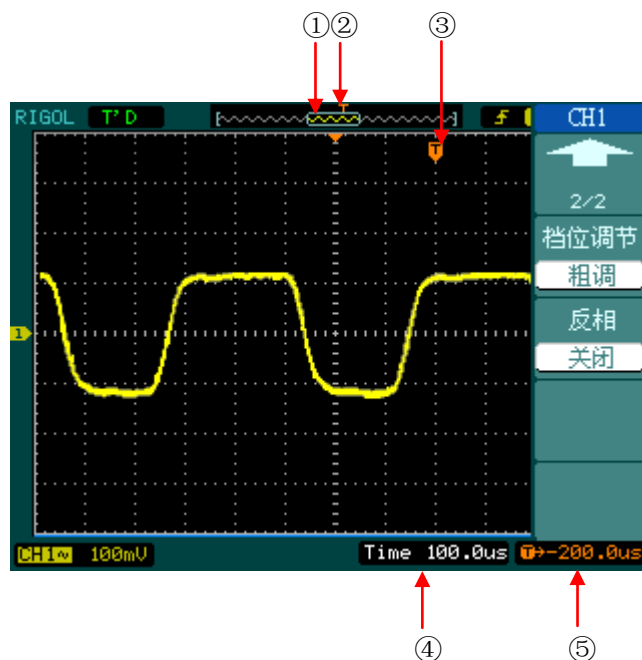 ①② ③
RIGOL T'D T CH1
T
2/2
档位调节
粗调
1
反相
关闭
CH1~ 100mV Time 100.0us T→-200.0us
④ ⑤